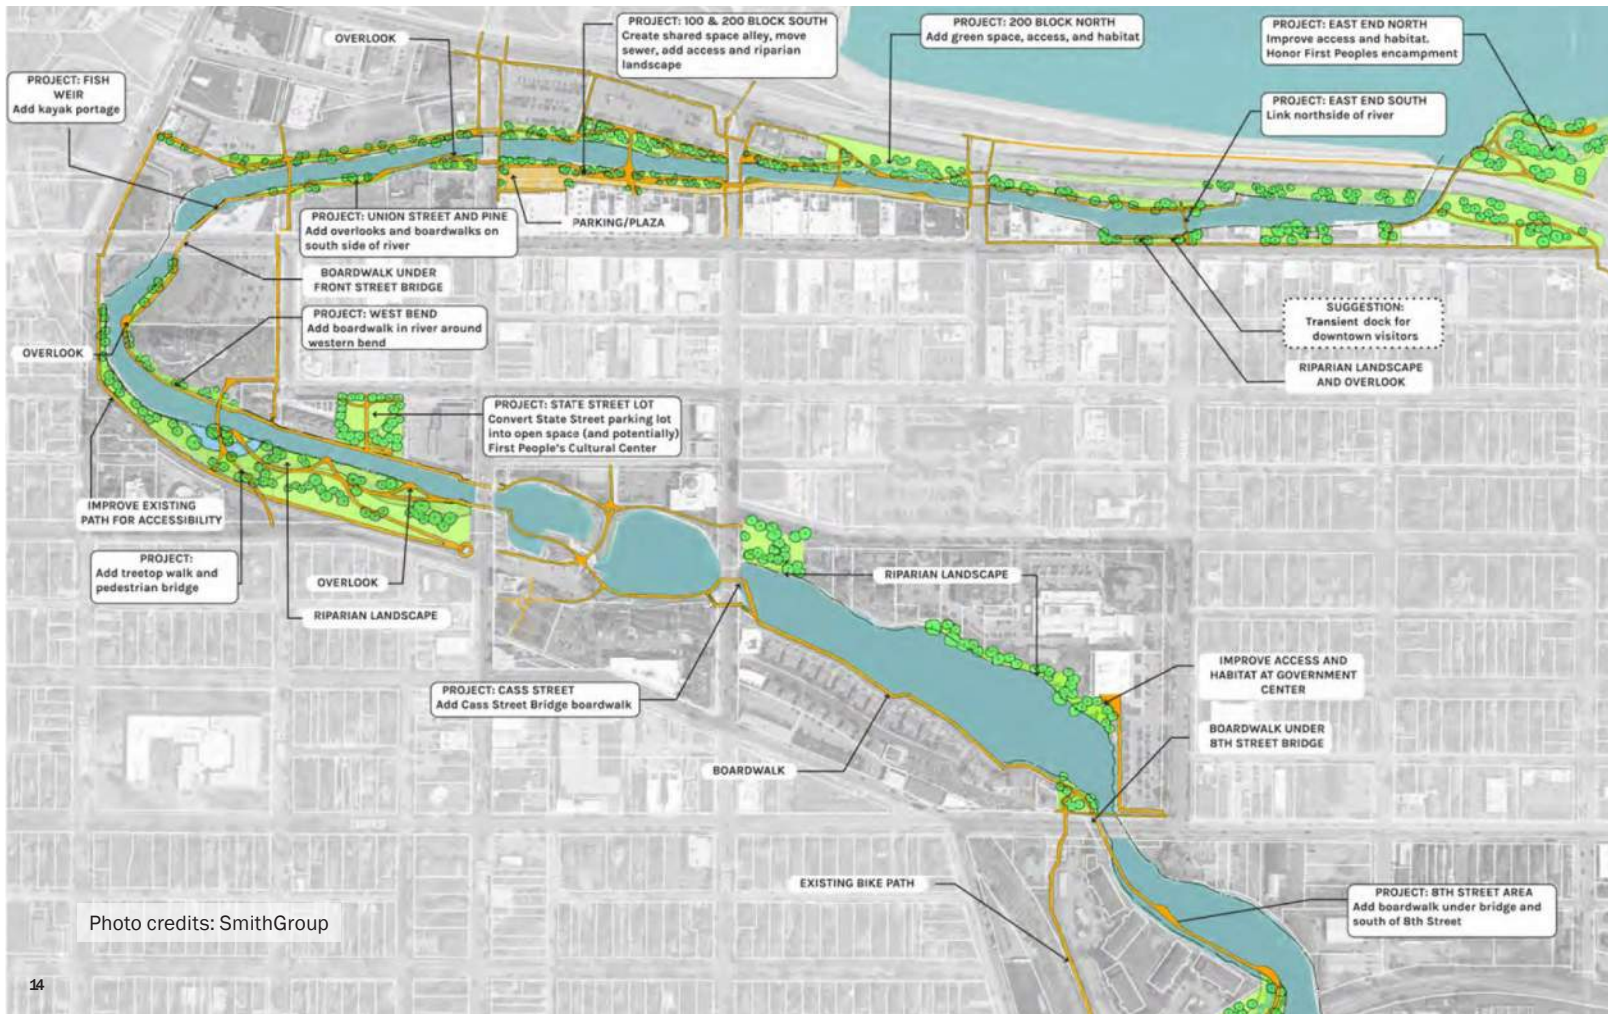 OVERLOOK
PROJECT: 100 & 200 BLOCK SOUTH
Create shared space alley, move
sewer, add access and riparian
landscape
PROJECT: 200 BLOCK NORTH
Add green space, access, and habitat
PROJECT: EAST END NORTH
Improve access and habitat.
Honor First Peoples encampment
PROJECT: FISH
WEIR
Add kayak portage
PROJECT: EAST END SOUTH
Link northside of river
PROJECT: UNION STREET AND PINE
Add overlooks and boardwalks on
south side of river
PARKING/PLAZA
BOARDWALK UNDER
FRONT STREET BRIDGE
PROJECT: WEST BEND
Add boardwalk in river around
western bend
SUGGESTION:
Transient dock for
downtown visitors
OVERLOOK
RIPARIAN LANDSCAPE
AND OVERLOOK
PROJECT: STATE STREET LOT
Convert State Street parking lot
into open space (and potentially)
First People's Cultural Center
IMPROVE EXISTING
PATH FOR ACCESSIBILITY
PROJECT:
Add treetop walk and
pedestrian bridge
OVERLOOK
RIPARIAN LANDSCAPE
RIPARIAN LANDSCAPE
PROJECT: CASS STREET
Add Cass Street Bridge boardwalk
IMPROVE ACCESS AND
HABITAT AT GOVERNMENT
CENTER
BOARDWALK UNDER
8TH STREET BRIDGE
BOARDWALK
EXISTING BIKE PATH
PROJECT: 8TH STREET AREA
Add boardwalk under bridge and
south of 8th Street
Photo credits: SmithGroup
14